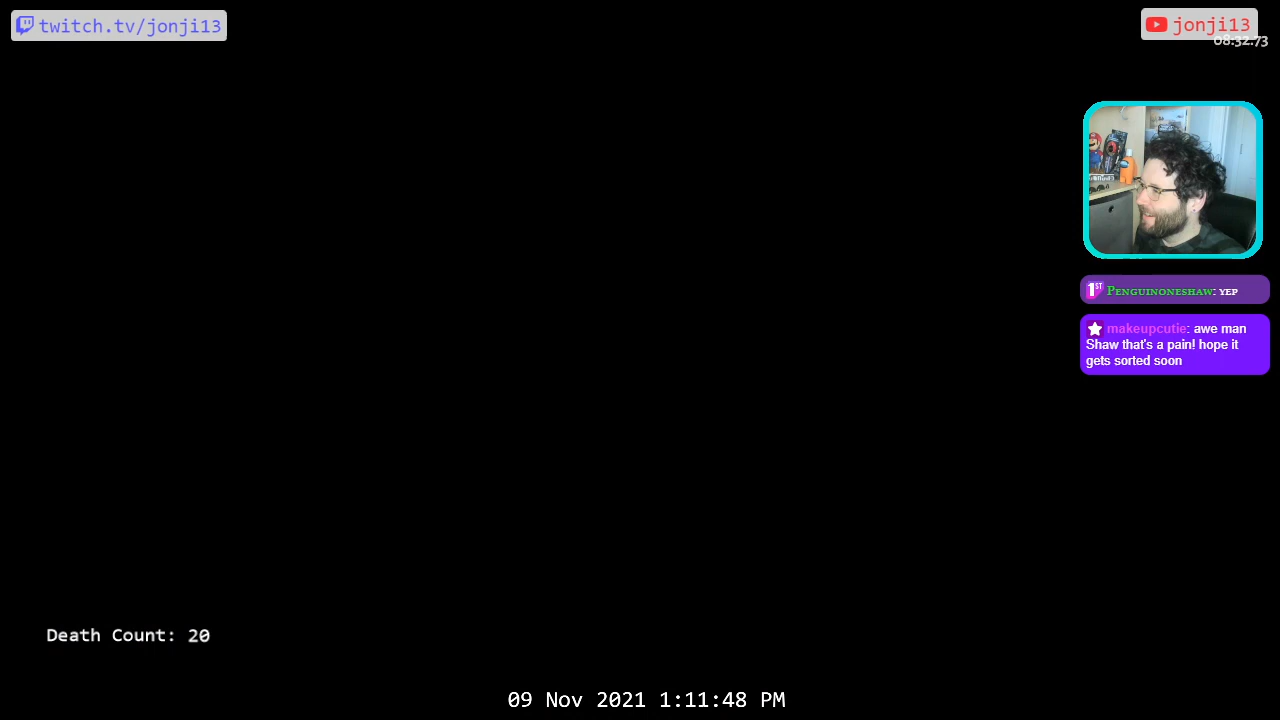 twitch.tv/jonji13
jonji13
08:32.73
Penguinoneshaw: yep
makeupcutie: awe man
Shaw that's a pain! hope it
gets sorted soon
Death Count: 20
09 Nov 2021 1:11:48 PM